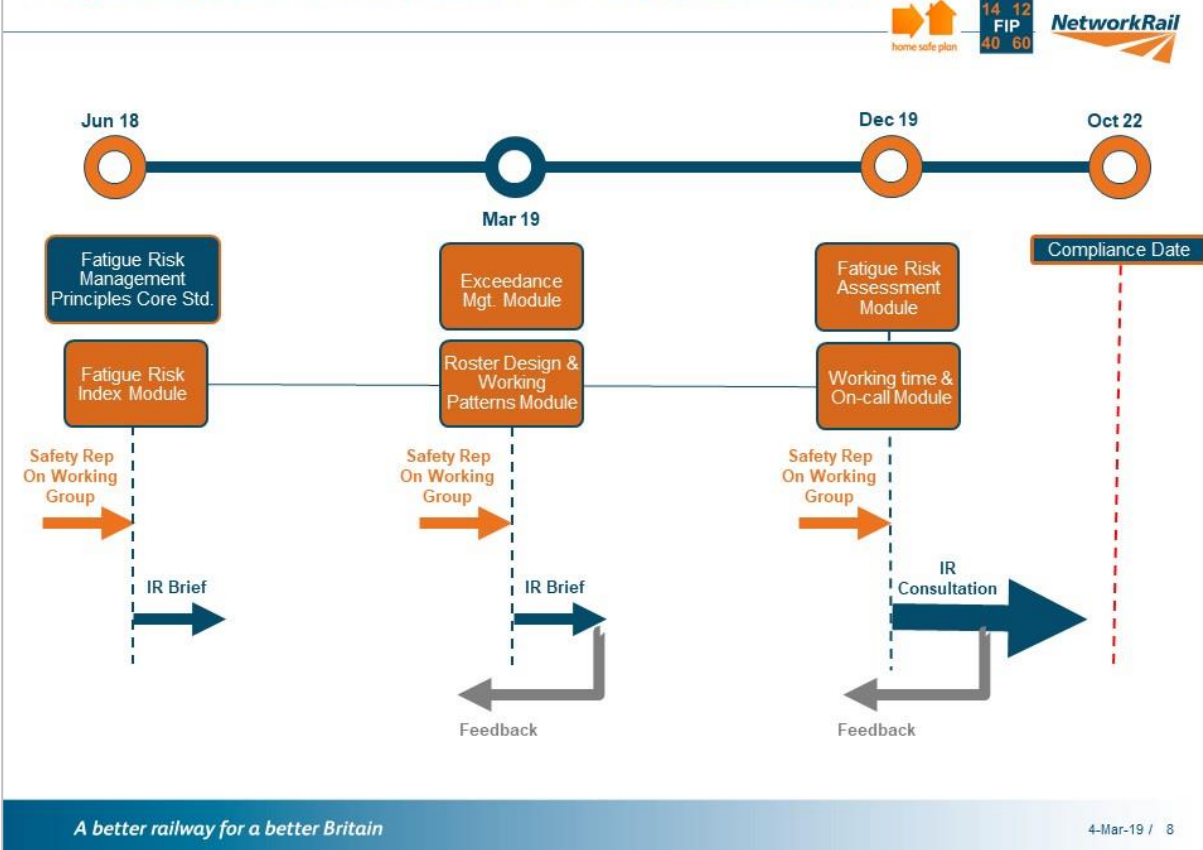 home safe plan
14 12
FIP
40 60
NetworkRail
Jun 18
Dec 19
Oct 22
Mar 19
Fatigue Risk
Management
Principles Core Std.
Exceedance
Mgt. Module
Fatigue Risk
Assessment
Module
Compliance Date
Fatigue Risk
Index Module
Roster Design &
Working
Patterns Module
Working time &
On-call Module
Safety Rep
On Working
Group
Safety Rep
On Working
Group
Safety Rep
On Working
Group
IR Brief
IR Brief
IR
Consultation
Feedback
Feedback
A better railway for a better Britain
4-Mar-19 / 8